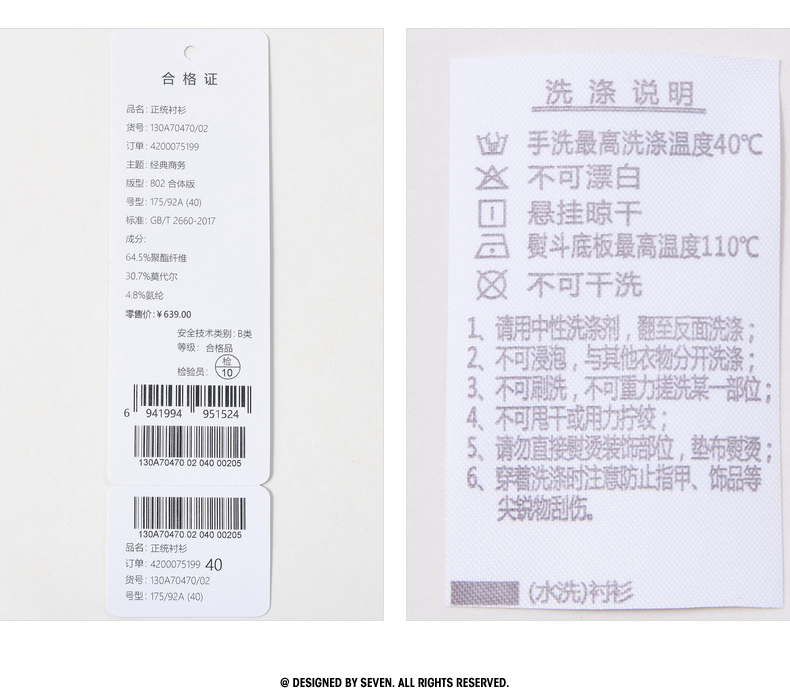 合格证
品名: 正统衬衫
货号: 130A70470/02
订单: 4200075199
主题: 经典商务
版型: 802 合体版
号型: 175/92A (40)
标准: GB/T 2660-2017
成分:
64.5%聚酯纤维
30.7%莫代尔
4.8%氨纶
零售价: ¥639.00
安全技术类别: B类
等级: 合格品
检验员: 检 10
6 941994 951524
130A70470 02 040 00205
130A70470 02 040 00205
品名: 正统衬衫
订单: 4200075199 40
货号: 130A70470/02
号型: 175/92A (40)
洗涤说明
手洗最高洗涤温度40℃
不可漂白
悬挂晾干
熨斗底板最高温度110℃
不可干洗
1、请用中性洗涤剂，翻至反面洗涤；
2、不可浸泡，与其他衣物分开洗涤；
3、不可刷洗，不可重力搓洗某一部位；
4、不可甩干或用力拧绞；
5、请勿直接熨烫装饰部位，垫布熨烫；
6、穿着洗涤时注意防止指甲、饰品等
尖锐物刮伤。
(水洗)衬衫
@ DESIGNED BY SEVEN. ALL RIGHTS RESERVED.